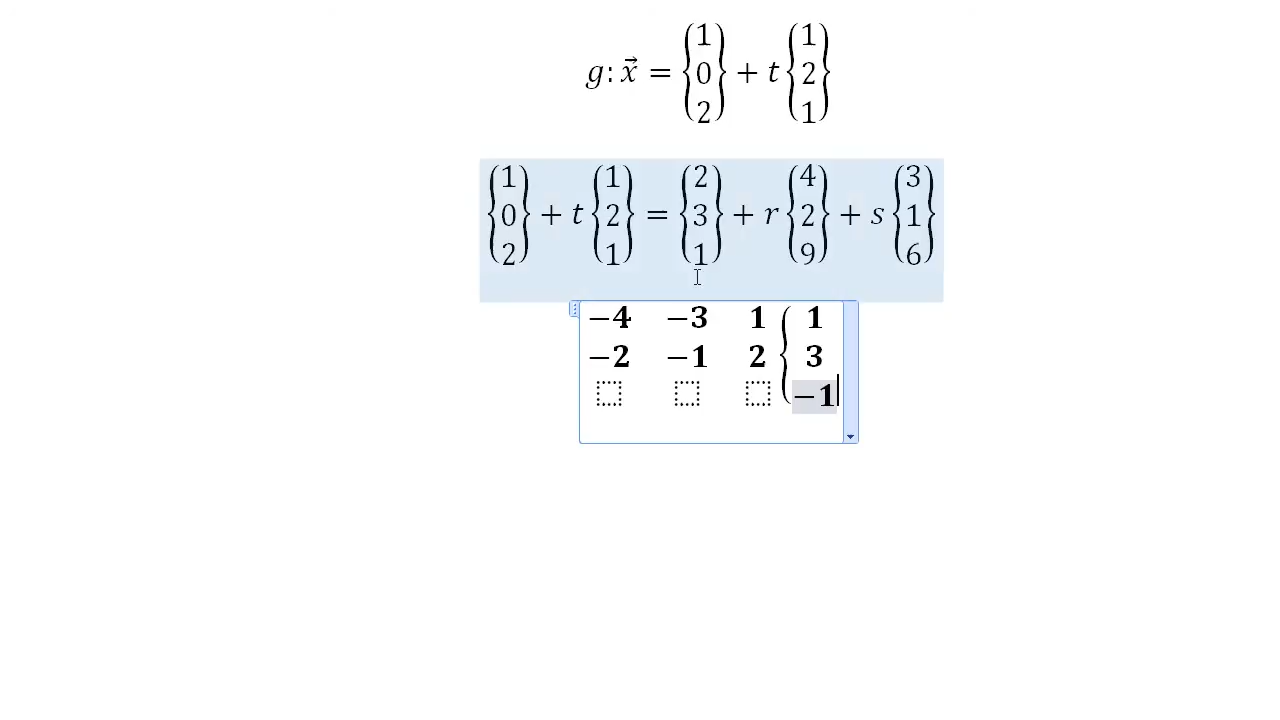 g: x⃗ = {1 0 2} + t {1 2 1}
{1 0 2} + t {1 2 1} = {2 3 1} + r {4 2 9} + s {3 1 6}
−4 −3 1 { 1
−2 −1 2 3
−1